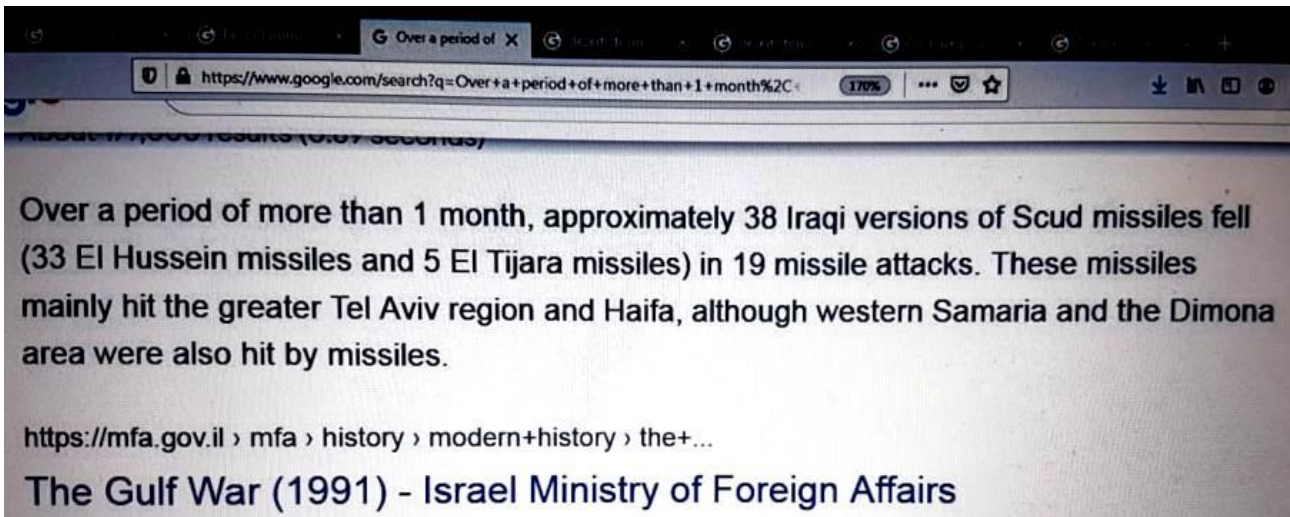 G Over a period of X
https://www.google.com/search?q=Over+a+period+of+more+than+1+month%2C+ 170% ...
Over a period of more than 1 month, approximately 38 Iraqi versions of Scud missiles fell
(33 El Hussein missiles and 5 El Tijara missiles) in 19 missile attacks. These missiles
mainly hit the greater Tel Aviv region and Haifa, although western Samaria and the Dimona
area were also hit by missiles.
https://mfa.gov.il › mfa › history › modern+history › the+...
The Gulf War (1991) - Israel Ministry of Foreign Affairs